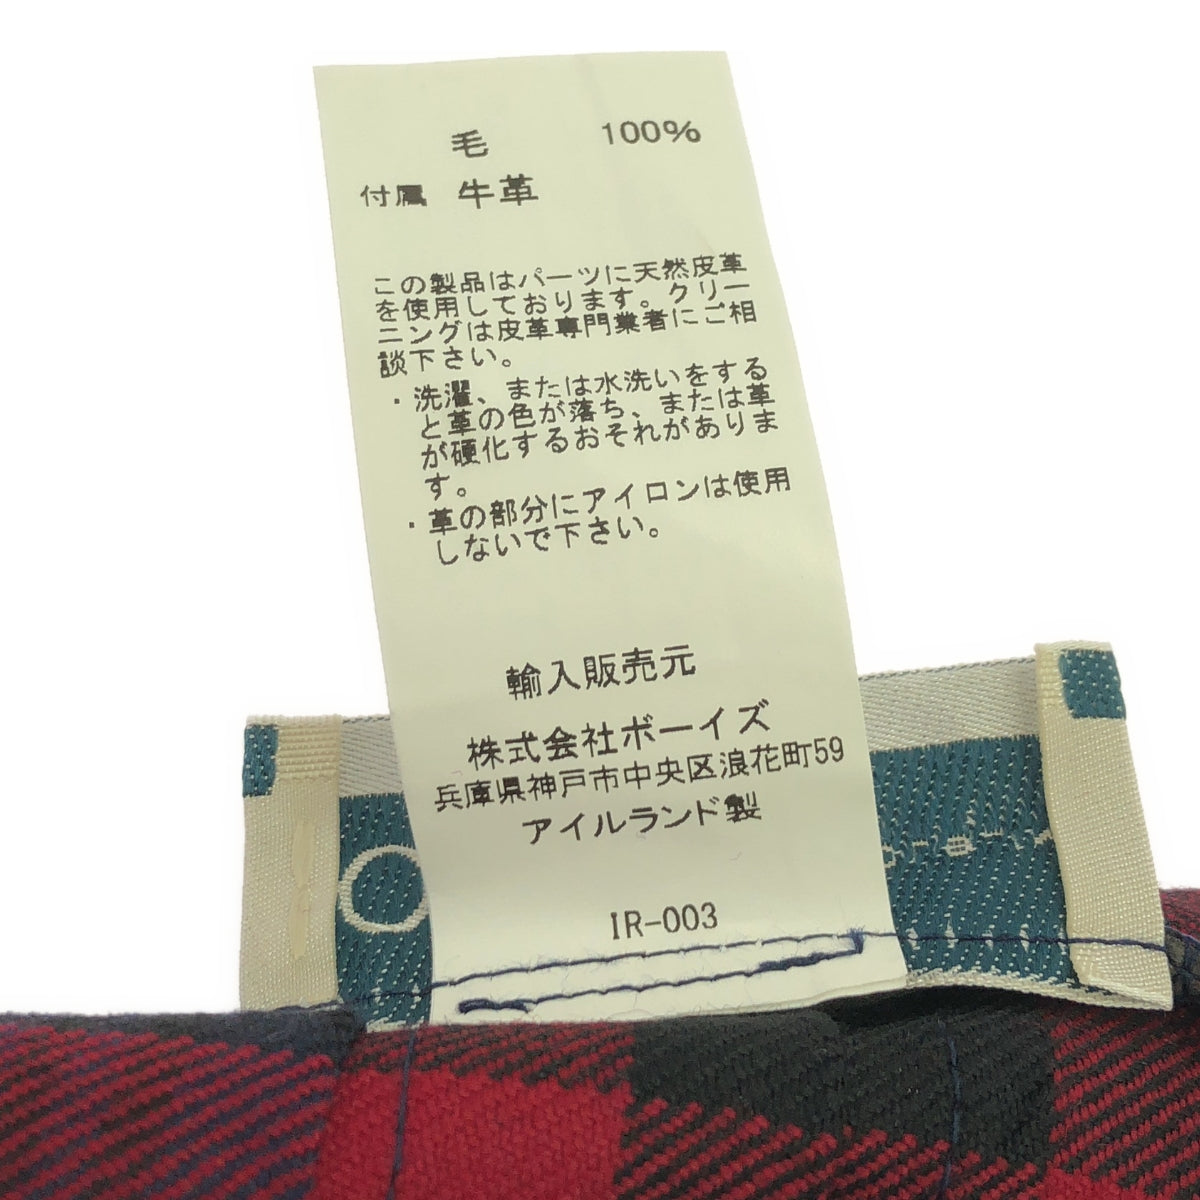 毛 100%
付属 牛革
この製品はパーツに天然皮革
を使用しております。クリー
ニングは皮革専門業者にご相
談下さい。
・洗濯、または水洗いをする
と革の色が落ち、または革
が硬化するおそれがありま
す。
・革の部分にアイロンは使用
しないで下さい。
輸入販売元
株式会社ボーイズ
兵庫県神戸市中央区浪花町59
アイルランド製
IR-003